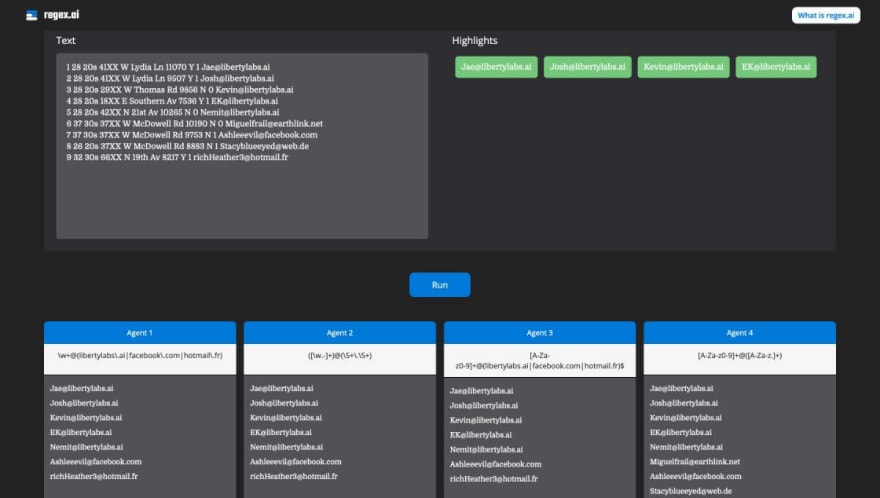 regex.ai
What is regex.ai
Text
Highlights
1 28 20s 41XX W Lydia Ln 11070 Y 1 Jae@libertylabs.ai
2 28 20s 41XX W Lydia Ln 9507 Y 1 Josh@libertylabs.ai
3 28 20s 29XX W Thomas Rd 9856 N 0 Kevin@libertylabs.ai
4 28 20s 18XX E Southern Av 7536 Y 1 EK@libertylabs.ai
5 28 20s 42XX N 21st Av 10265 N 0 Nemit@libertylabs.ai
6 37 30s 37XX W McDowell Rd 10190 N 0 Miguelfrail@earthlink.net
7 37 30s 37XX W McDowell Rd 9753 N 1 Ashleeevil@facebook.com
8 26 20s 37XX W McDowell Rd 8883 N 1 Stacyblueeyed@web.de
9 32 30s 66XX N 19th Av 8217 Y 1 richHeather3@hotmail.fr
Jae@libertylabs.ai Josh@libertylabs.ai Kevin@libertylabs.ai EK@libertylabs.ai
Run
Agent 1
\w+@(libertylabs\.ai|facebook\.com|hotmail\.fr)
Jae@libertylabs.ai
Josh@libertylabs.ai
Kevin@libertylabs.ai
EK@libertylabs.ai
Nemit@libertylabs.ai
Ashleeevil@facebook.com
richHeather3@hotmail.fr
Agent 2
([\w.-]+)@(\S+\.\S+)
Jae@libertylabs.ai
Josh@libertylabs.ai
Kevin@libertylabs.ai
EK@libertylabs.ai
Nemit@libertylabs.ai
Ashleeevil@facebook.com
richHeather3@hotmail.fr
Agent 3
[A-Za-
z0-9]+@(libertylabs.ai|facebook.com|hotmail.fr)$
Jae@libertylabs.ai
Josh@libertylabs.ai
Kevin@libertylabs.ai
EK@libertylabs.ai
Nemit@libertylabs.ai
Ashleeevil@facebook.com
richHeather3@hotmail.fr
Agent 4
[A-Za-z0-9]+@([A-Za-z.]+)
Jae@libertylabs.ai
Josh@libertylabs.ai
Kevin@libertylabs.ai
EK@libertylabs.ai
Nemit@libertylabs.ai
Miguelfrail@earthlink.net
Ashleeevil@facebook.com
Stacyblueeyed@web.de